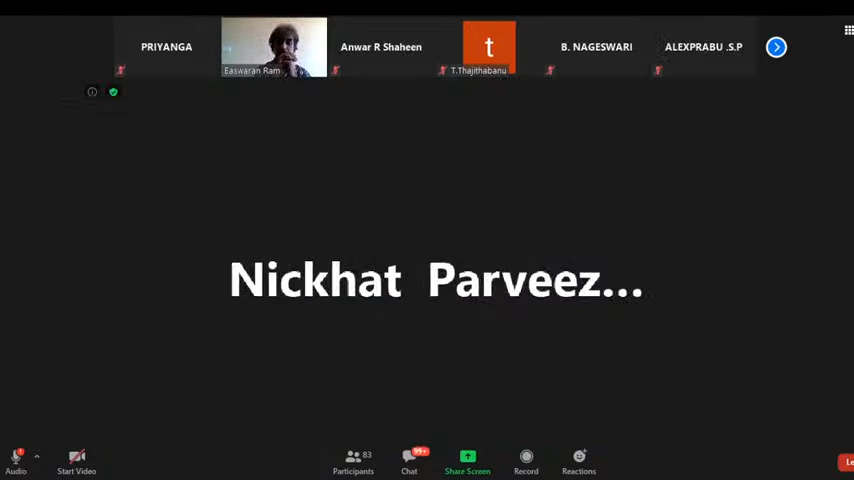 PRIYANGA
Easwaran Ram
Anwar R Shaheen
t
T.Thajithabanu
B. NAGESWARI
ALEXPRABU .S.P
Nickhat Parveez...
Audio
Start Video
83
Participants
99+
Chat
Share Screen
Record
Reactions
Le